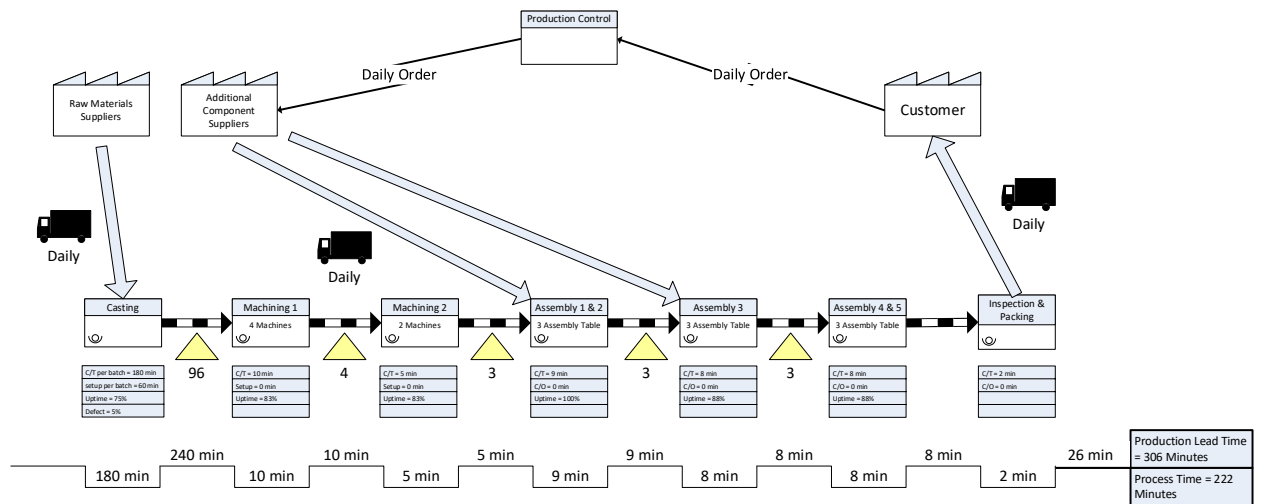 Production Control
Daily Order
Daily Order
Raw Materials
Suppliers
Additional
Component
Suppliers
Customer
Daily
Daily
Daily
Casting
Machining 1
4 Machines
Machining 2
2 Machines
Assembly 1 & 2
3 Assembly Table
Assembly 3
3 Assembly Table
Assembly 4 & 5
3 Assembly Table
Inspection &
Packing
96
4
3
3
3
C/T per batch = 180 min
setup per batch = 60 min
Uptime = 75%
Defect = 5%
C/T = 10 min
Setup = 0 min
Uptime = 83%
C/T = 5 min
Setup = 0 min
Uptime = 83%
C/T = 9 min
C/O = 0 min
Uptime = 100%
C/T = 8 min
C/O = 0 min
Uptime = 88%
C/T = 8 min
C/O = 0 min
Uptime = 88%
C/T = 2 min
C/O = 0 min
240 min
10 min
5 min
9 min
8 min
8 min
26 min
180 min
10 min
5 min
9 min
8 min
8 min
2 min
Production Lead Time
= 306 Minutes
Process Time = 222
Minutes